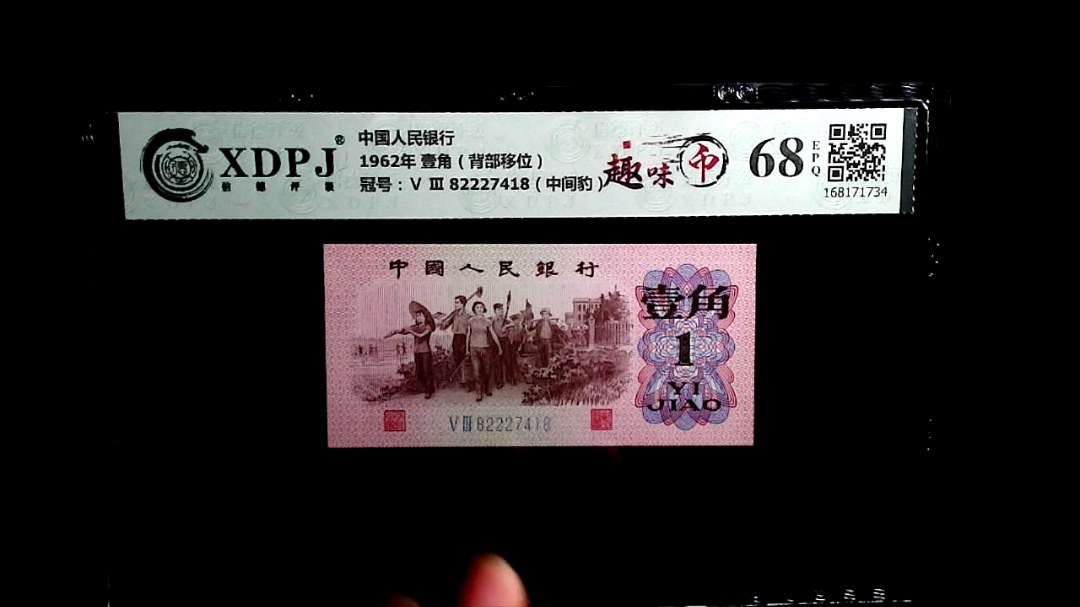 XDPJ®
中国人民银行
1962年 壹角（背部移位）
冠号：V Ⅲ 82227418（中间豹）
趣味币
68
EPQ
168171734
中國人民銀行
壹角
1
YI
JIAO
VⅢ 82227418